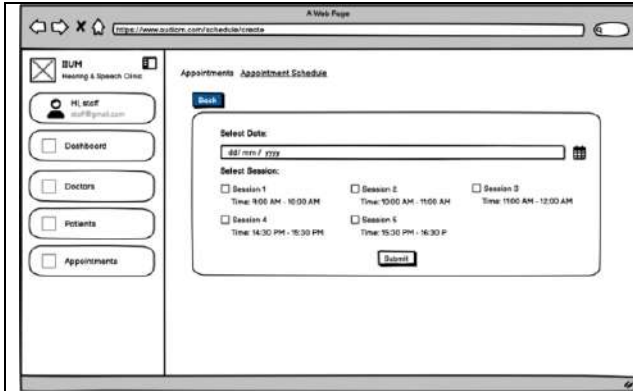 A Web Page
https://www.audicm.com/schedule/create
IIUM
Hearing & Speech Clinic
Hi, staff
staff@gmail.com
Dashboard
Doctors
Patients
Appointments
Appointments Appointment Schedule
Back
Select Date:
dd/ mm / yyyy
Select Session:
Session 1 Session 2 Session 3
Time: 9:00 AM - 10:00 AM Time: 10:00 AM - 11:00 AM Time: 11:00 AM - 12:00 AM
Session 4 Session 5
Time: 14:30 PM - 15:30 PM Time: 15:30 PM - 16:30 P
Submit